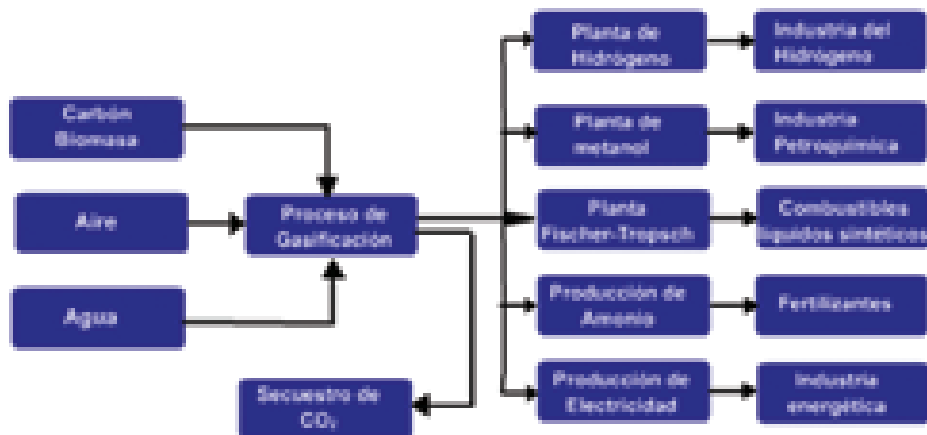 Carbón
Biomasa
Aire
Agua
Proceso de
Gasificación
Secuestro de
CO₂
Planta de
Hidrógeno
Industria del
Hidrógeno
Planta de
metanol
Industria
Petroquímica
Planta
Fischer-Tropsch
Combustibles
líquidos sintéticos
Producción de
Amonio
Fertilizantes
Producción de
Electricidad
Industria
energética